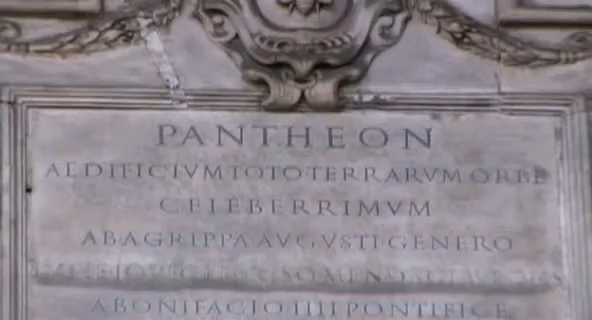 PANTHEON
AEDIFICIVM TOTO TERRARVM ORBE
CELEBERRIMVM
AB AGRIPPA AVGVSTI GENERO
A BONIFACIO IIII PONTIFICE